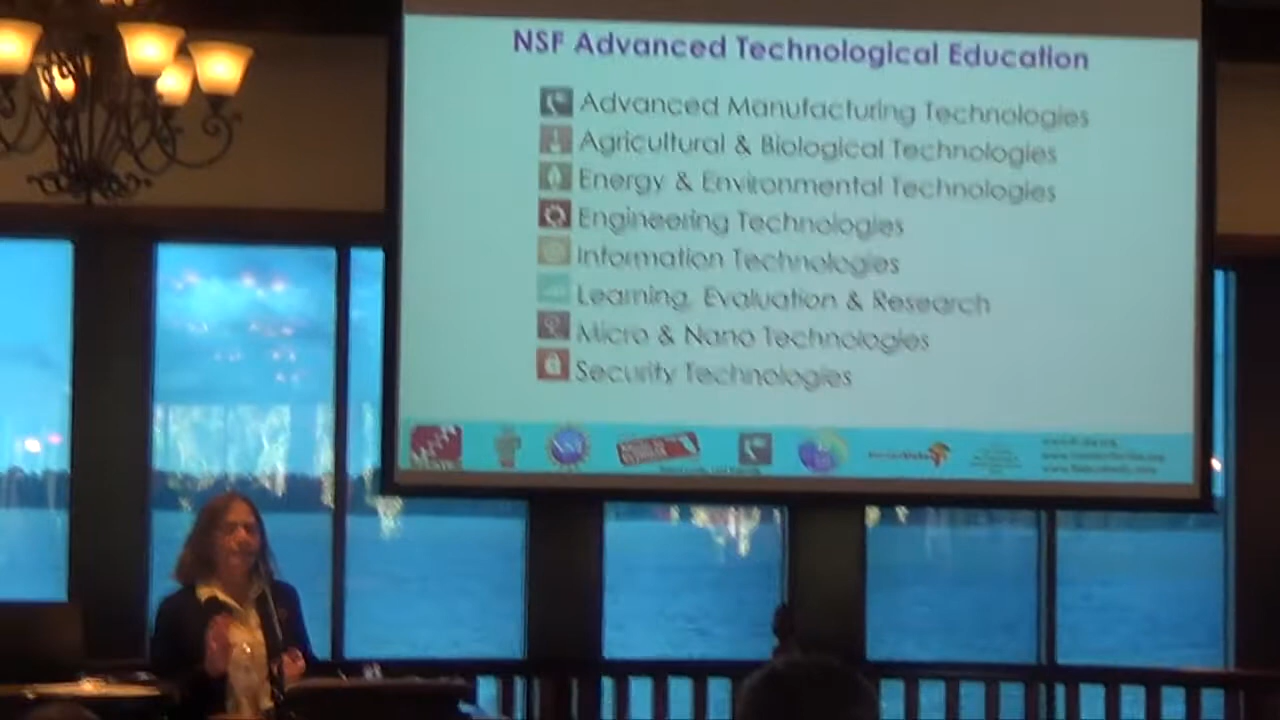 NSF Advanced Technological Education
Advanced Manufacturing Technologies
Agricultural & Biological Technologies
Energy & Environmental Technologies
Engineering Technologies
Information Technologies
Learning, Evaluation & Research
Micro & Nano Technologies
Security Technologies
NSF